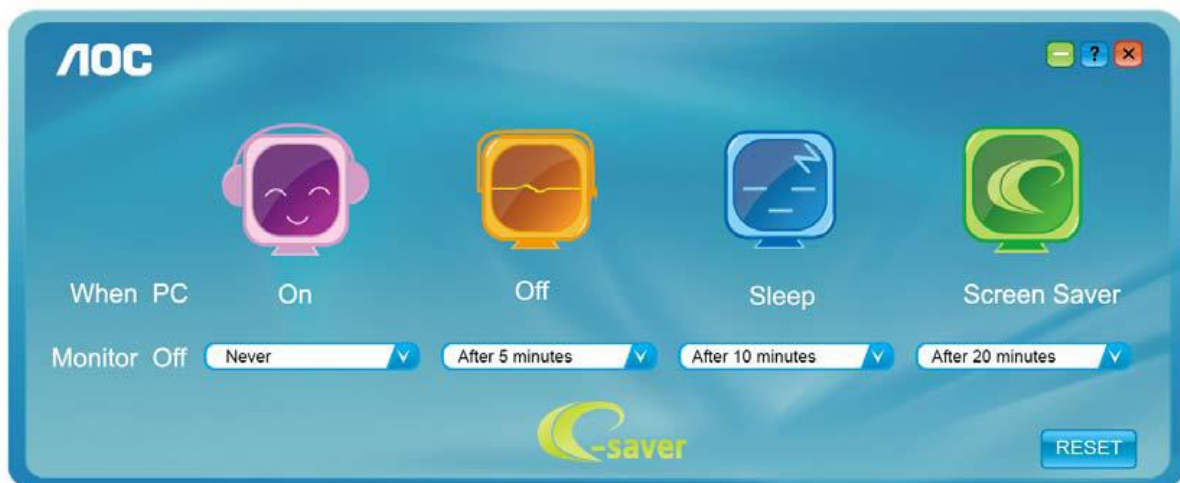 AOC
?
When PC On Off Sleep Screen Saver
Monitor Off Never After 5 minutes After 10 minutes After 20 minutes
e-saver
RESET